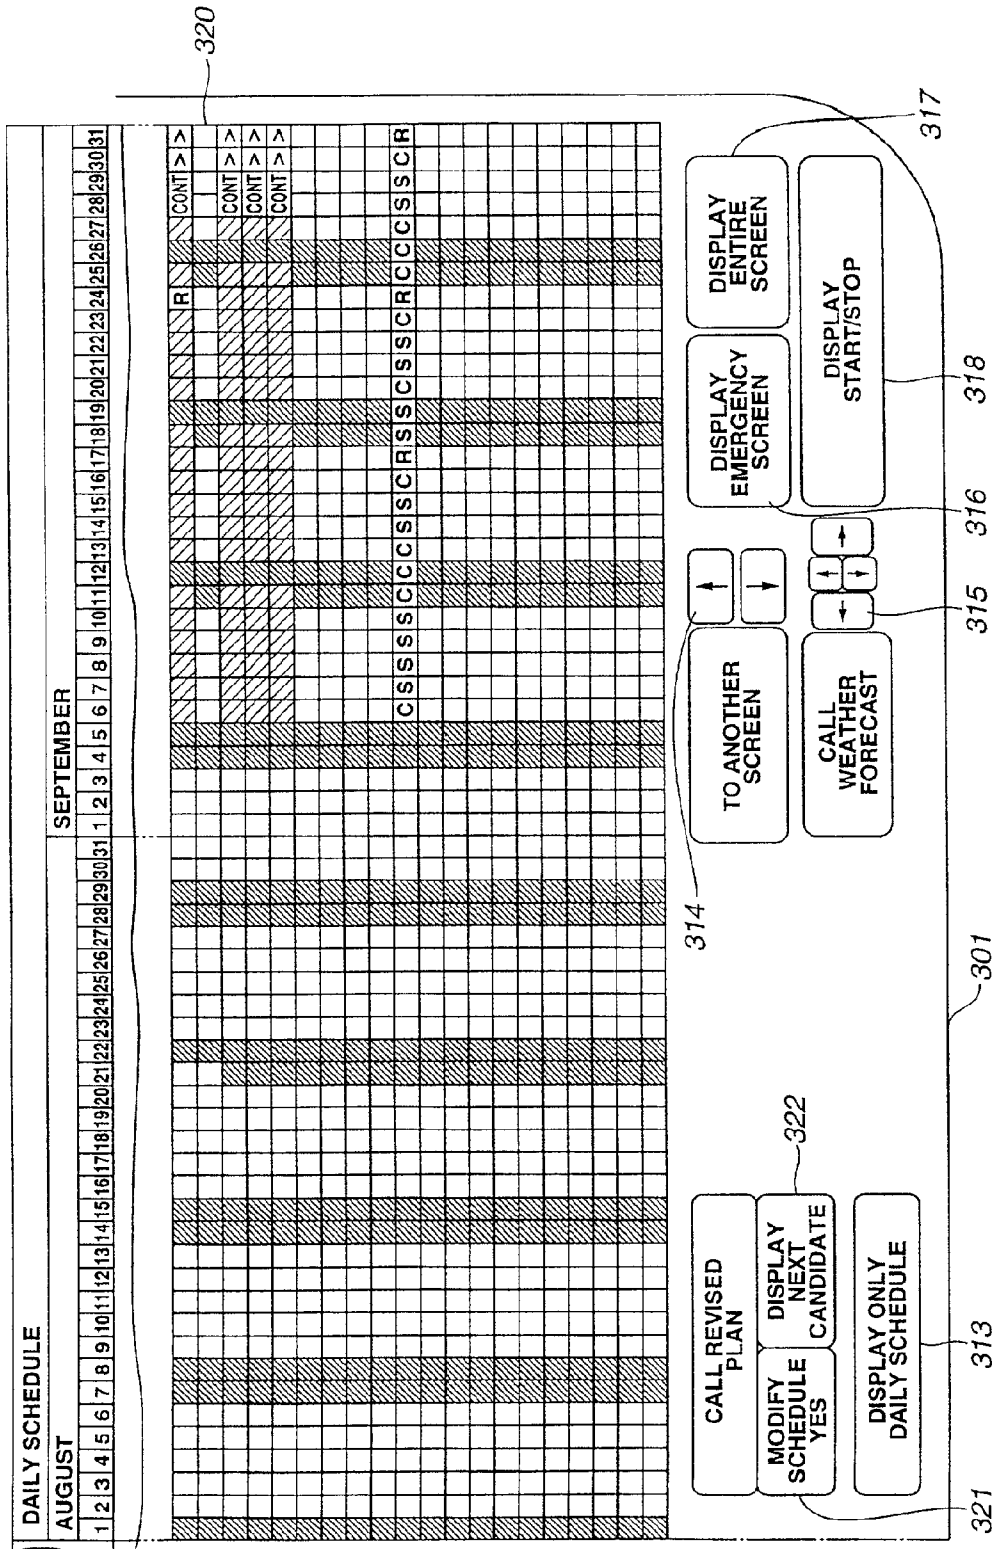 DAILY SCHEDULE
AUGUST SEPTEMBER
1 2 3 4 5 6 7 8 9 10 11 12 13 14 15 16 17 18 19 20 21 22 23 24 25 26 27 28 29 30 31 1 2 3 4 5 6 7 8 9 10 11 12 13 14 15 16 17 18 19 20 21 22 23 24 25 26 27 28 29 30 31
R CONT > >
320
CONT > >
CONT > >
CONT > >
C S S S S C C C S S C R S S C S S C R C C C S S C R
CALL REVISED
PLAN
MODIFY
SCHEDULE
YES
DISPLAY
NEXT
CANDIDATE
322
DISPLAY ONLY
DAILY SCHEDULE
321
313
314
TO ANOTHER
SCREEN
DISPLAY
EMERGENCY
SCREEN
DISPLAY
ENTIRE
SCREEN
317
CALL
WEATHER
FORECAST
DISPLAY
START/STOP
301
315
316
318